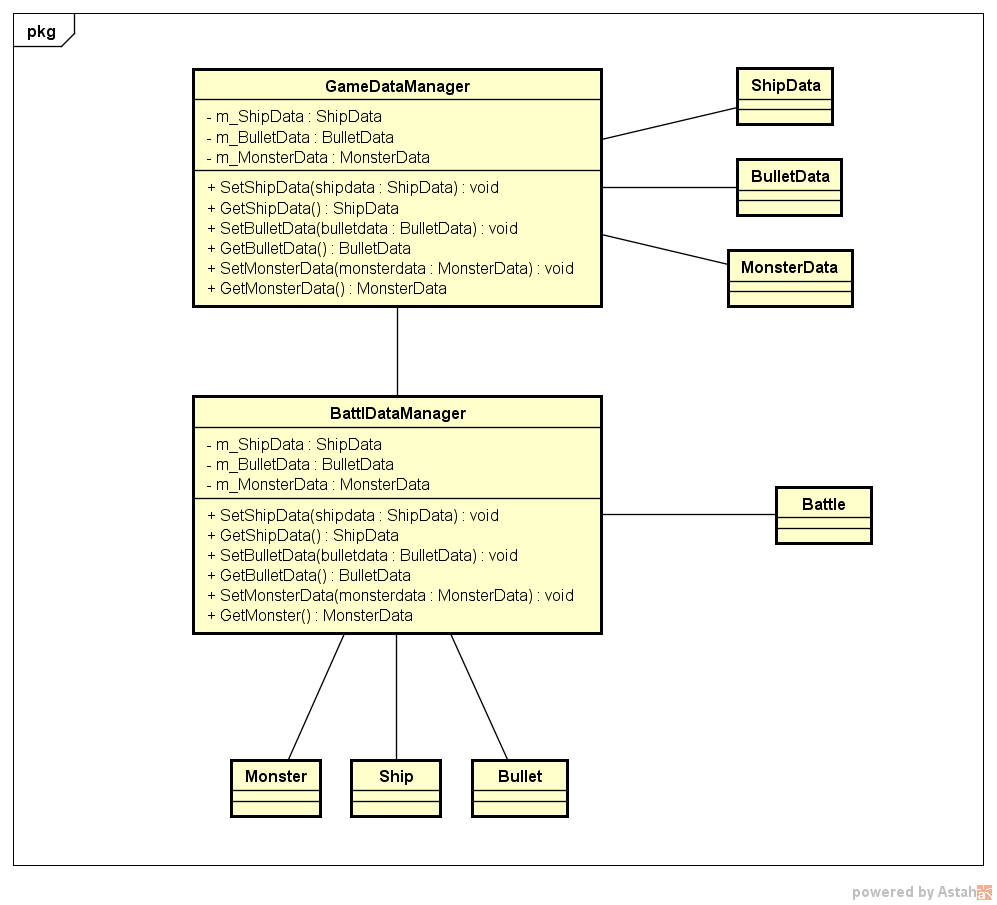 pkg
GameDataManager
- m_ShipData : ShipData
- m_BulletData : BulletData
- m_MonsterData : MonsterData
+ SetShipData(shipdata : ShipData) : void
+ GetShipData() : ShipData
+ SetBulletData(bulletdata : BulletData) : void
+ GetBulletData() : BulletData
+ SetMonsterData(monsterdata : MonsterData) : void
+ GetMonsterData() : MonsterData
ShipData
BulletData
MonsterData
BattlDataManager
- m_ShipData : ShipData
- m_BulletData : BulletData
- m_MonsterData : MonsterData
+ SetShipData(shipdata : ShipData) : void
+ GetShipData() : ShipData
+ SetBulletData(bulletdata : BulletData) : void
+ GetBulletData() : BulletData
+ SetMonsterData(monsterdata : MonsterData) : void
+ GetMonster() : MonsterData
Battle
Monster
Ship
Bullet
powered by Astah